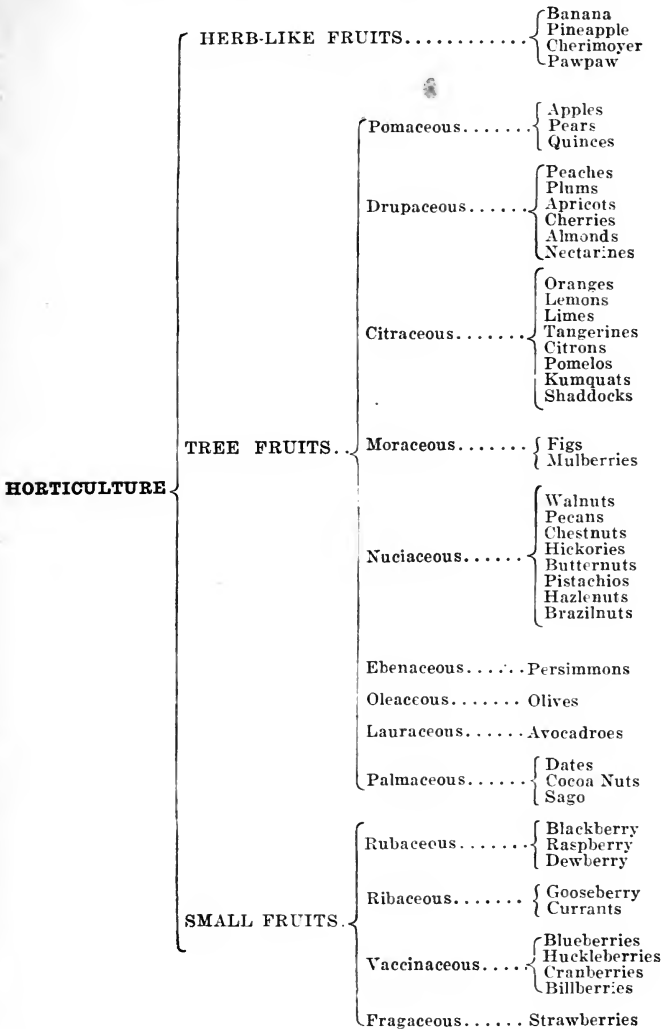 Banana
HERB-LIKE FRUITS............ Pineapple
Cherimoyer
Pawpaw
Apples
Pomaceous....... Pears
Quinces
Peaches
Plums
Drupaceous...... Apricots
Cherries
Almonds
Nectarines
Oranges
Lemons
Limes
Citraceous....... Tangerines
Citrons
Pomelos
Kumquats
Shaddocks
TREE FRUITS.. Moraceous....... Figs
Mulberries
HORTICULTURE
Walnuts
Pecans
Chestnuts
Nuciaceous...... Hickories
Butternuts
Pistachios
Hazlenuts
Brazilnuts
Ebenaceous....... Persimmons
Oleaceous....... Olives
Lauraceous...... Avocadroes
Dates
Palmaceous...... Cocoa Nuts
Sago
Blackberry
Rubaceous....... Raspberry
Dewberry
Ribaceous....... Gooseberry
Currants
SMALL FRUITS.
Blueberries
Vaccinaceous..... Huckleberries
Cranberries
Billberries
Fragaceous...... Strawberries